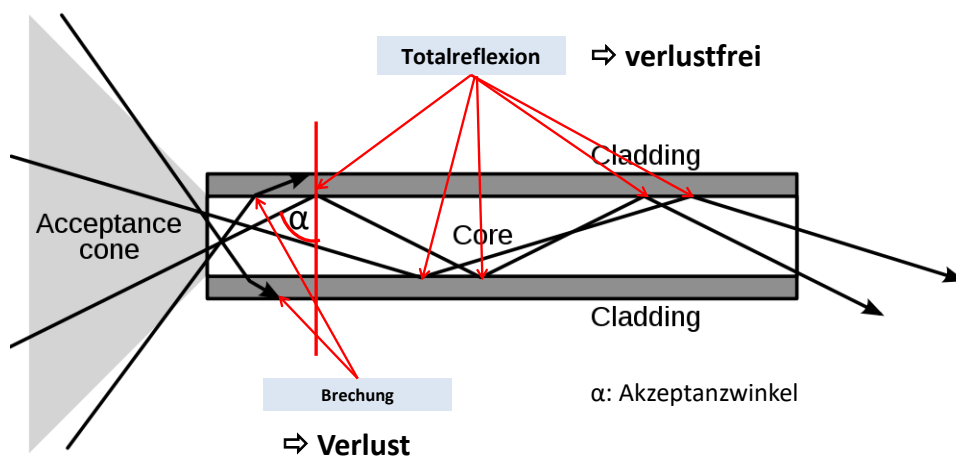 Totalreflexion
⇨ verlustfrei
Cladding
Acceptance
cone
α
Core
Cladding
Brechung
α: Akzeptanzwinkel
⇨ Verlust